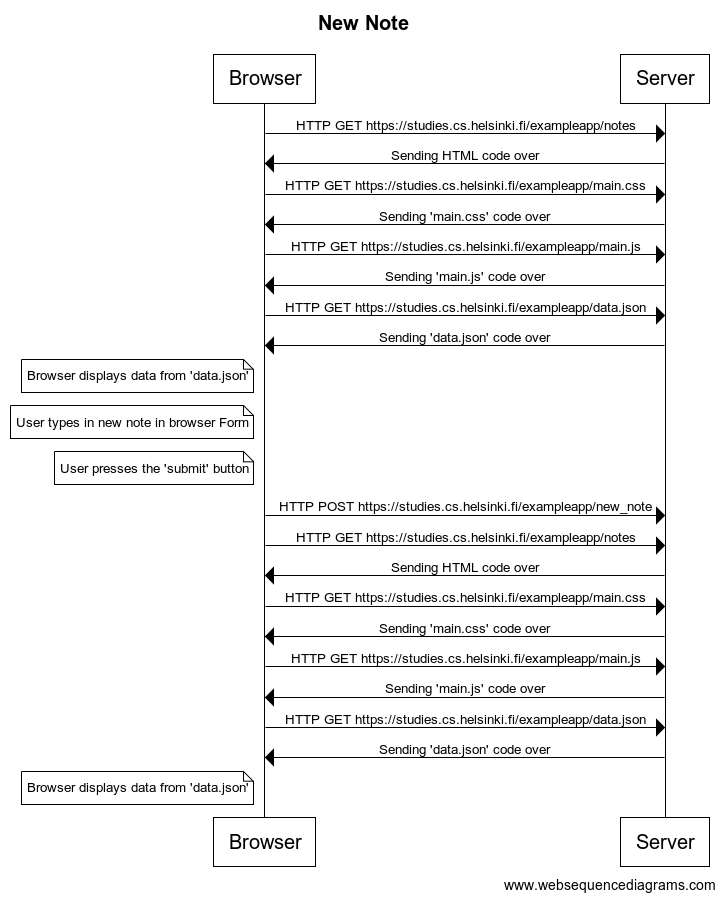 New Note
Browser
Server
HTTP GET https://studies.cs.helsinki.fi/exampleapp/notes
Sending HTML code over
HTTP GET https://studies.cs.helsinki.fi/exampleapp/main.css
Sending 'main.css' code over
HTTP GET https://studies.cs.helsinki.fi/exampleapp/main.js
Sending 'main.js' code over
HTTP GET https://studies.cs.helsinki.fi/exampleapp/data.json
Sending 'data.json' code over
Browser displays data from 'data.json'
User types in new note in browser Form
User presses the 'submit' button
HTTP POST https://studies.cs.helsinki.fi/exampleapp/new_note
HTTP GET https://studies.cs.helsinki.fi/exampleapp/notes
Sending HTML code over
HTTP GET https://studies.cs.helsinki.fi/exampleapp/main.css
Sending 'main.css' code over
HTTP GET https://studies.cs.helsinki.fi/exampleapp/main.js
Sending 'main.js' code over
HTTP GET https://studies.cs.helsinki.fi/exampleapp/data.json
Sending 'data.json' code over
Browser displays data from 'data.json'
Browser
Server
www.websequencediagrams.com